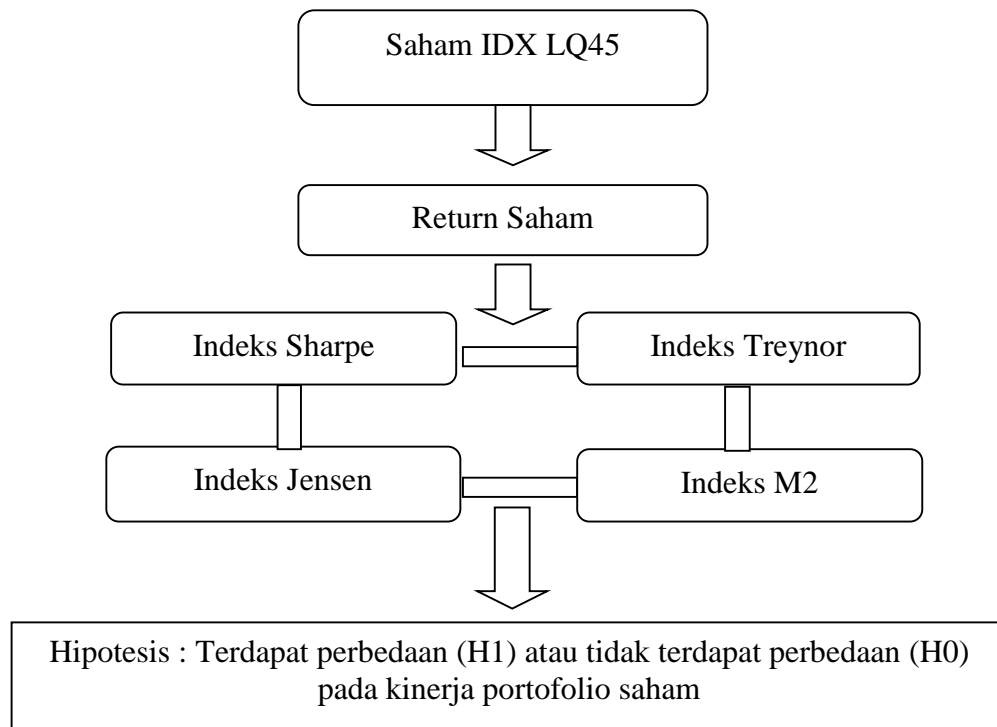 Saham IDX LQ45
Return Saham
Indeks Sharpe
Indeks Treynor
Indeks Jensen
Indeks M2
Hipotesis : Terdapat perbedaan (H1) atau tidak terdapat perbedaan (H0)
pada kinerja portofolio saham